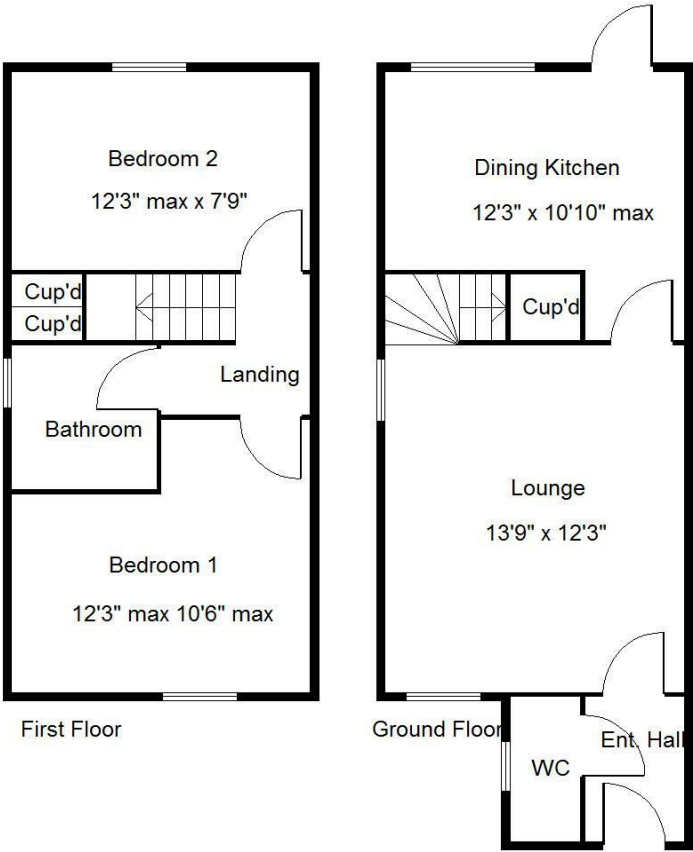 Bedroom 2
12'3" max x 7'9"
Cup'd
Cup'd
Landing
Bathroom
Bedroom 1
12'3" max 10'6" max
First Floor
Dining Kitchen
12'3" x 10'10" max
Cup'd
Lounge
13'9" x 12'3"
Ground Floor
Ent. Hall
WC